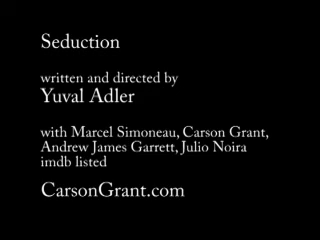 Seduction
written and directed by
Yuval Adler
with Marcel Simoneau, Carson Grant,
Andrew James Garrett, Julio Noira
imdb listed
CarsonGrant.com